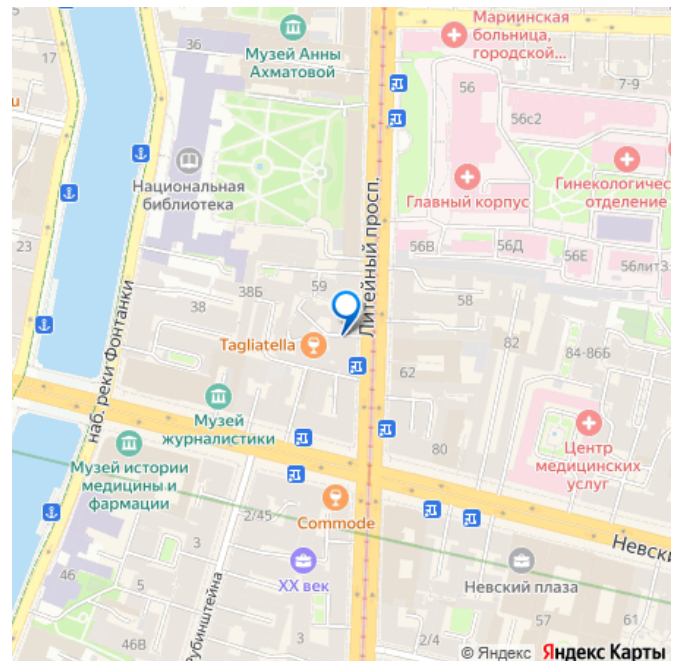 Мариинская
больница,
городской...
36
Музей Анны
Ахматовой
17
7-9
56
56с2
u
Национальная
библиотека
Главный корпус
Гинекологичес
отделение
Литейный просп.
23
56В
56Д
56Е
56лит3
59
38Б
38
58
Tagliatella
82
84-86Б
наб. реки Фонтанки
62
Музей
журналистики
80
Центр
медицинских
услуг
Музей истории
медицины и
фармации
2/45
Commode
3
Невски
46
5
XX век
Невский плаза
Рубинштейна
57
61
46В
3
2/4
© Яндекс Яндекс Карты